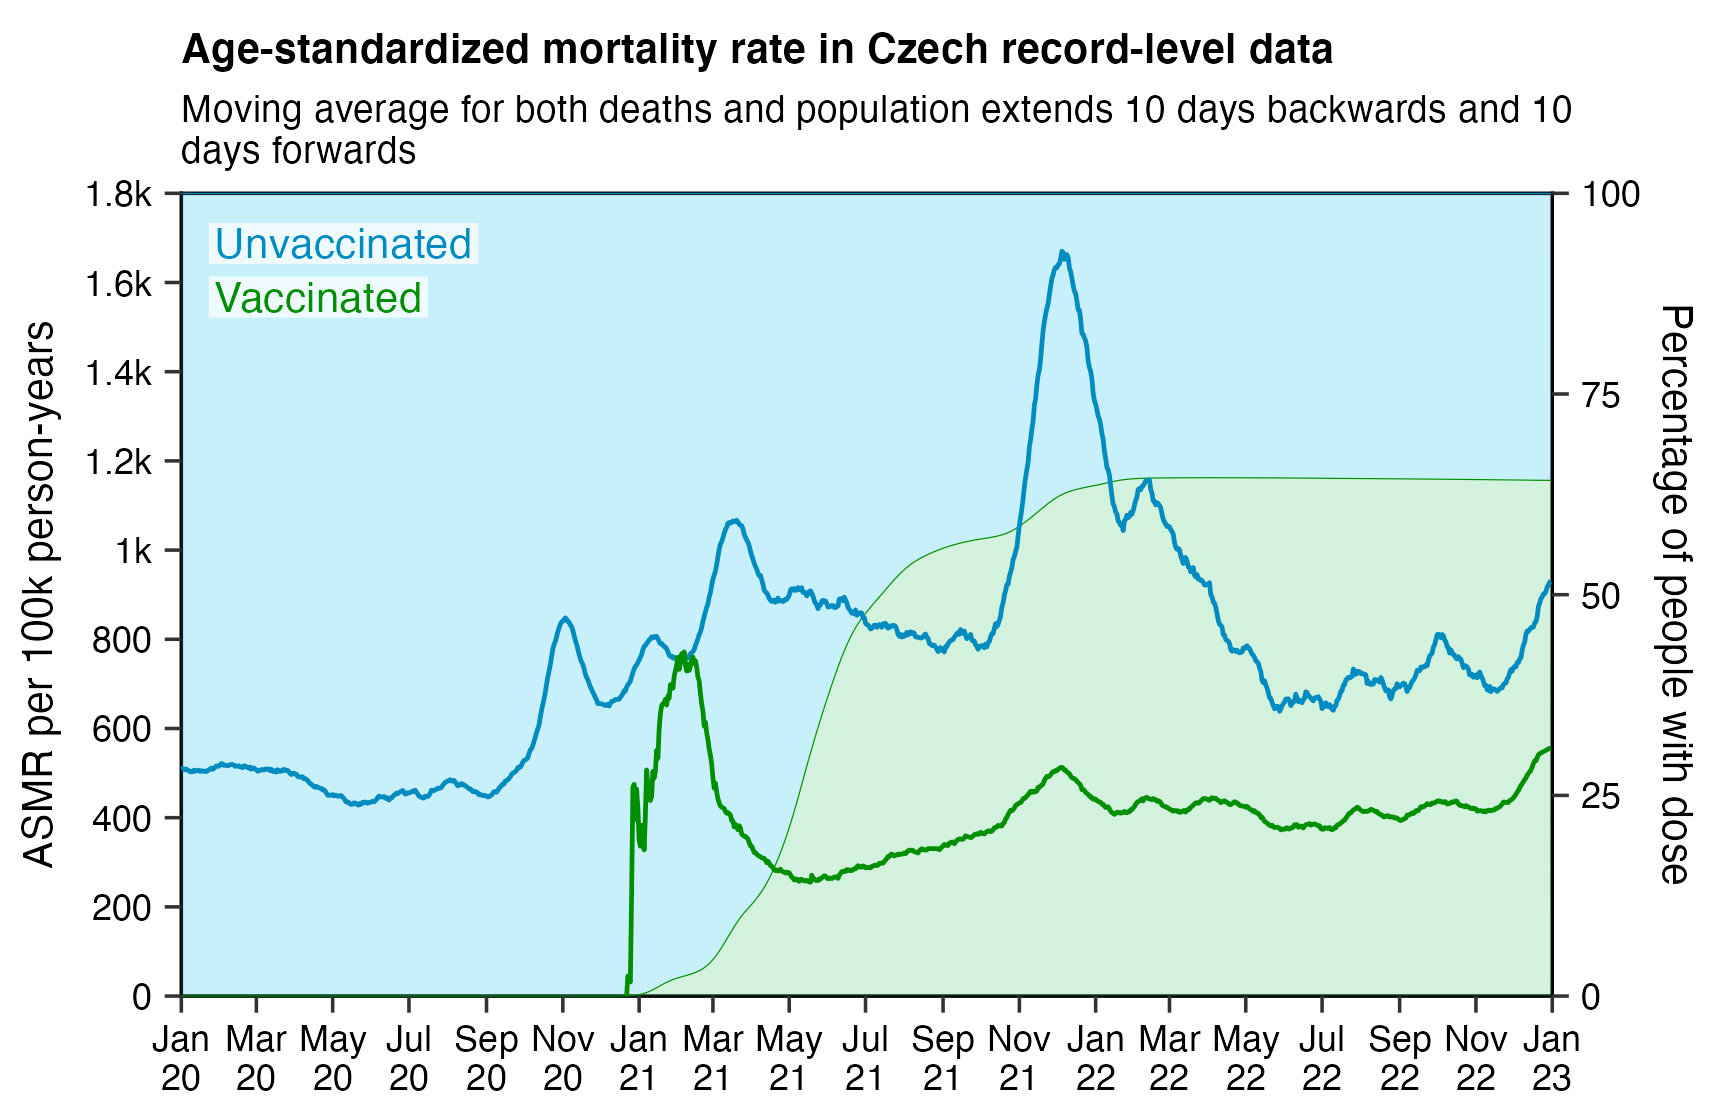 Age-standardized mortality rate in Czech record-level data
Moving average for both deaths and population extends 10 days backwards and 10
days forwards
ASMR per 100k person-years
1.8k
1.6k
1.4k
1.2k
1k
800
600
400
200
0
Unvaccinated
Vaccinated
100
75
50
25
0
Percentage of people with dose
Jan Mar May Jul Sep Nov Jan Mar May Jul Sep Nov Jan Mar May Jul Sep Nov Jan
20 20 20 20 20 20 21 21 21 21 21 21 22 22 22 22 22 22 23